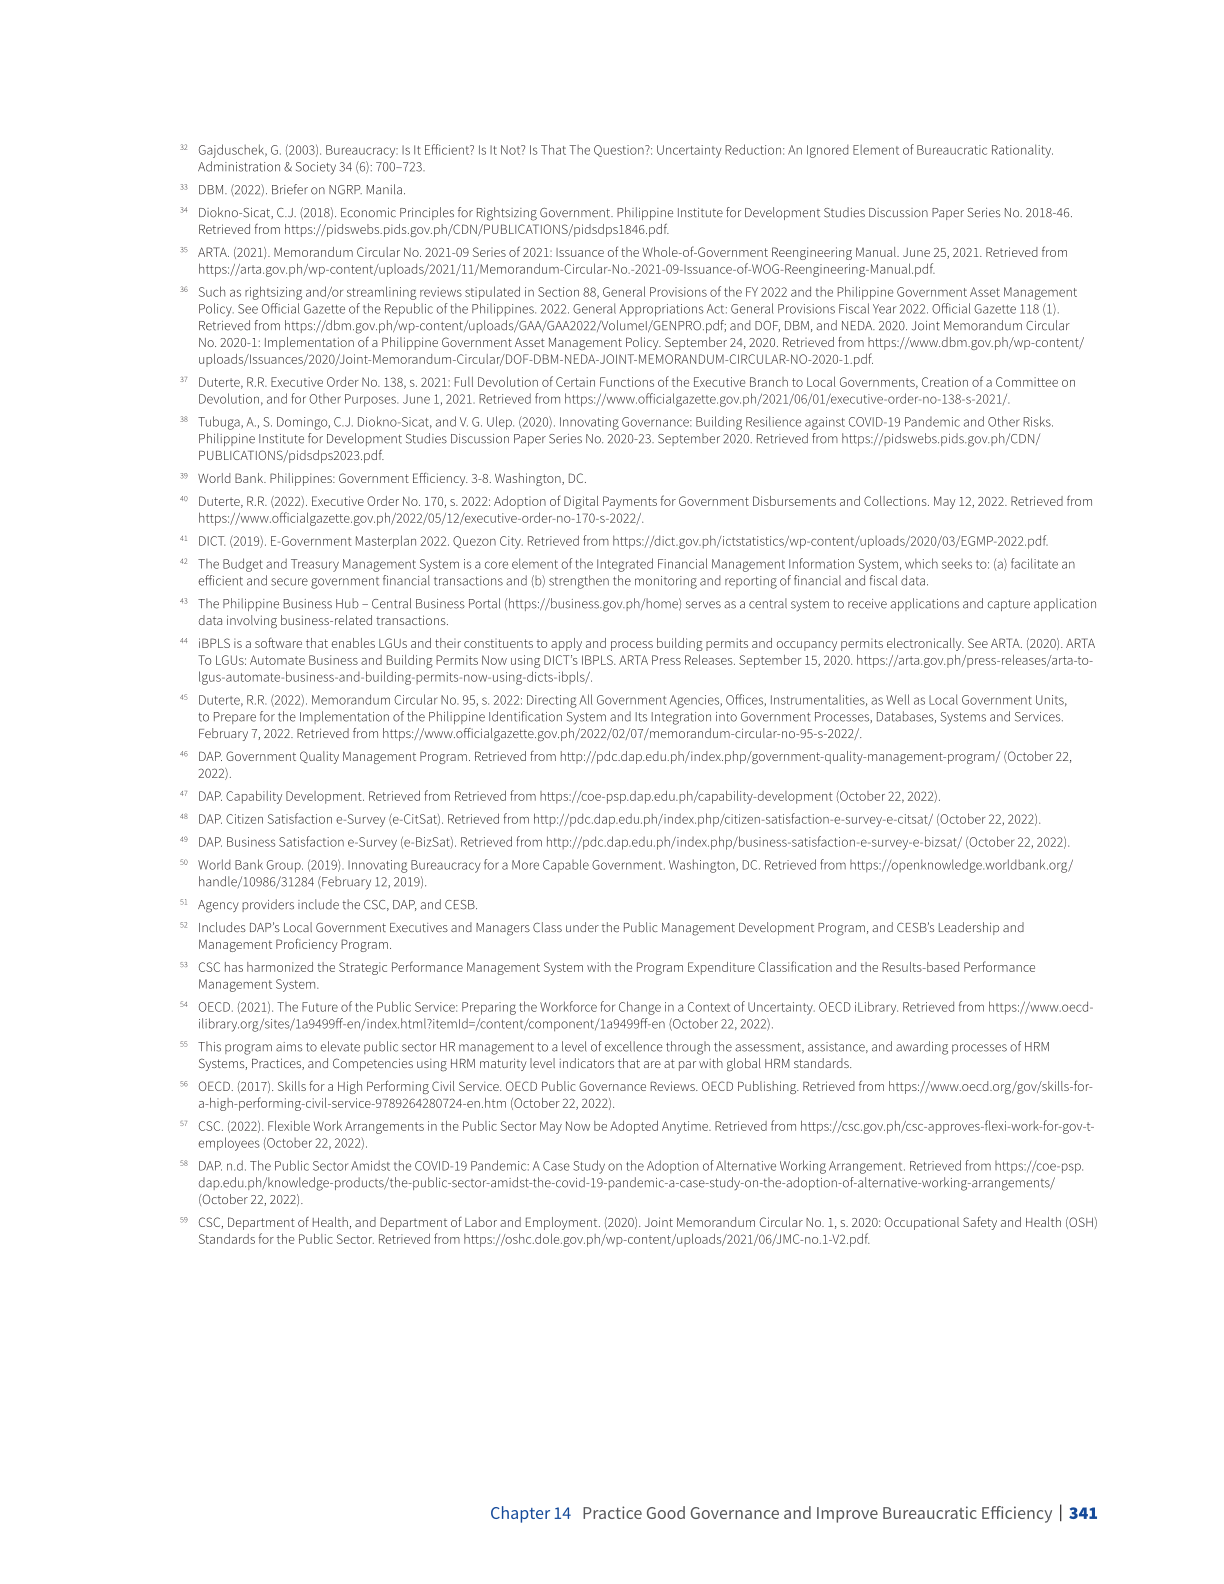 32 Gajduschek, G. (2003). Bureaucracy: Is It Efficient? Is It Not? Is That The Question?: Uncertainty Reduction: An Ignored Element of Bureaucratic Rationality.
Administration & Society 34 (6): 700–723.
33 DBM. (2022). Briefer on NGRP. Manila.
34 Diokno-Sicat, C.J. (2018). Economic Principles for Rightsizing Government. Philippine Institute for Development Studies Discussion Paper Series No. 2018-46.
Retrieved from https://pidswebs.pids.gov.ph/CDN/PUBLICATIONS/pidsdps1846.pdf.
35 ARTA. (2021). Memorandum Circular No. 2021-09 Series of 2021: Issuance of the Whole-of-Government Reengineering Manual. June 25, 2021. Retrieved from
https://arta.gov.ph/wp-content/uploads/2021/11/Memorandum-Circular-No.-2021-09-Issuance-of-WOG-Reengineering-Manual.pdf.
36 Such as rightsizing and/or streamlining reviews stipulated in Section 88, General Provisions of the FY 2022 and the Philippine Government Asset Management
Policy. See Official Gazette of the Republic of the Philippines. 2022. General Appropriations Act: General Provisions Fiscal Year 2022. Official Gazette 118 (1).
Retrieved from https://dbm.gov.ph/wp-content/uploads/GAA/GAA2022/VolumeI/GENPRO.pdf; and DOF, DBM, and NEDA. 2020. Joint Memorandum Circular
No. 2020-1: Implementation of a Philippine Government Asset Management Policy. September 24, 2020. Retrieved from https://www.dbm.gov.ph/wp-content/
uploads/Issuances/2020/Joint-Memorandum-Circular/DOF-DBM-NEDA-JOINT-MEMORANDUM-CIRCULAR-NO-2020-1.pdf.
37 Duterte, R.R. Executive Order No. 138, s. 2021: Full Devolution of Certain Functions of the Executive Branch to Local Governments, Creation of a Committee on
Devolution, and for Other Purposes. June 1, 2021. Retrieved from https://www.officialgazette.gov.ph/2021/06/01/executive-order-no-138-s-2021/.
38 Tubuga, A., S. Domingo, C.J. Diokno-Sicat, and V. G. Ulep. (2020). Innovating Governance: Building Resilience against COVID-19 Pandemic and Other Risks.
Philippine Institute for Development Studies Discussion Paper Series No. 2020-23. September 2020. Retrieved from https://pidswebs.pids.gov.ph/CDN/
PUBLICATIONS/pidsdps2023.pdf.
39 World Bank. Philippines: Government Efficiency. 3-8. Washington, DC.
40 Duterte, R.R. (2022). Executive Order No. 170, s. 2022: Adoption of Digital Payments for Government Disbursements and Collections. May 12, 2022. Retrieved from
https://www.officialgazette.gov.ph/2022/05/12/executive-order-no-170-s-2022/.
41 DICT. (2019). E-Government Masterplan 2022. Quezon City. Retrieved from https://dict.gov.ph/ictstatistics/wp-content/uploads/2020/03/EGMP-2022.pdf.
42 The Budget and Treasury Management System is a core element of the Integrated Financial Management Information System, which seeks to: (a) facilitate an
efficient and secure government financial transactions and (b) strengthen the monitoring and reporting of financial and fiscal data.
43 The Philippine Business Hub – Central Business Portal (https://business.gov.ph/home) serves as a central system to receive applications and capture application
data involving business-related transactions.
44 iBPLS is a software that enables LGUs and their constituents to apply and process building permits and occupancy permits electronically. See ARTA. (2020). ARTA
To LGUs: Automate Business and Building Permits Now using DICT's IBPLS. ARTA Press Releases. September 15, 2020. https://arta.gov.ph/press-releases/arta-to-
lgus-automate-business-and-building-permits-now-using-dicts-ibpls/.
45 Duterte, R.R. (2022). Memorandum Circular No. 95, s. 2022: Directing All Government Agencies, Offices, Instrumentalities, as Well as Local Government Units,
to Prepare for the Implementation of the Philippine Identification System and Its Integration into Government Processes, Databases, Systems and Services.
February 7, 2022. Retrieved from https://www.officialgazette.gov.ph/2022/02/07/memorandum-circular-no-95-s-2022/.
46 DAP. Government Quality Management Program. Retrieved from http://pdc.dap.edu.ph/index.php/government-quality-management-program/ (October 22,
2022).
47 DAP. Capability Development. Retrieved from Retrieved from https://coe-psp.dap.edu.ph/capability-development (October 22, 2022).
48 DAP. Citizen Satisfaction e-Survey (e-CitSat). Retrieved from http://pdc.dap.edu.ph/index.php/citizen-satisfaction-e-survey-e-citsat/ (October 22, 2022).
49 DAP. Business Satisfaction e-Survey (e-BizSat). Retrieved from http://pdc.dap.edu.ph/index.php/business-satisfaction-e-survey-e-bizsat/ (October 22, 2022).
50 World Bank Group. (2019). Innovating Bureaucracy for a More Capable Government. Washington, DC. Retrieved from https://openknowledge.worldbank.org/
handle/10986/31284 (February 12, 2019).
51 Agency providers include the CSC, DAP, and CESB.
52 Includes DAP's Local Government Executives and Managers Class under the Public Management Development Program, and CESB's Leadership and
Management Proficiency Program.
53 CSC has harmonized the Strategic Performance Management System with the Program Expenditure Classification and the Results-based Performance
Management System.
54 OECD. (2021). The Future of the Public Service: Preparing the Workforce for Change in a Context of Uncertainty. OECD iLibrary. Retrieved from https://www.oecd-
ilibrary.org/sites/1a9499ff-en/index.html?itemId=/content/component/1a9499ff-en (October 22, 2022).
55 This program aims to elevate public sector HR management to a level of excellence through the assessment, assistance, and awarding processes of HRM
Systems, Practices, and Competencies using HRM maturity level indicators that are at par with global HRM standards.
56 OECD. (2017). Skills for a High Performing Civil Service. OECD Public Governance Reviews. OECD Publishing. Retrieved from https://www.oecd.org/gov/skills-for-
a-high-performing-civil-service-9789264280724-en.htm (October 22, 2022).
57 CSC. (2022). Flexible Work Arrangements in the Public Sector May Now be Adopted Anytime. Retrieved from https://csc.gov.ph/csc-approves-flexi-work-for-gov-t-
employees (October 22, 2022).
58 DAP. n.d. The Public Sector Amidst the COVID-19 Pandemic: A Case Study on the Adoption of Alternative Working Arrangement. Retrieved from https://coe-psp.
dap.edu.ph/knowledge-products/the-public-sector-amidst-the-covid-19-pandemic-a-case-study-on-the-adoption-of-alternative-working-arrangements/
(October 22, 2022).
59 CSC, Department of Health, and Department of Labor and Employment. (2020). Joint Memorandum Circular No. 1, s. 2020: Occupational Safety and Health (OSH)
Standards for the Public Sector. Retrieved from https://oshc.dole.gov.ph/wp-content/uploads/2021/06/JMC-no.1-V2.pdf.
Chapter 14 Practice Good Governance and Improve Bureaucratic Efficiency | 341